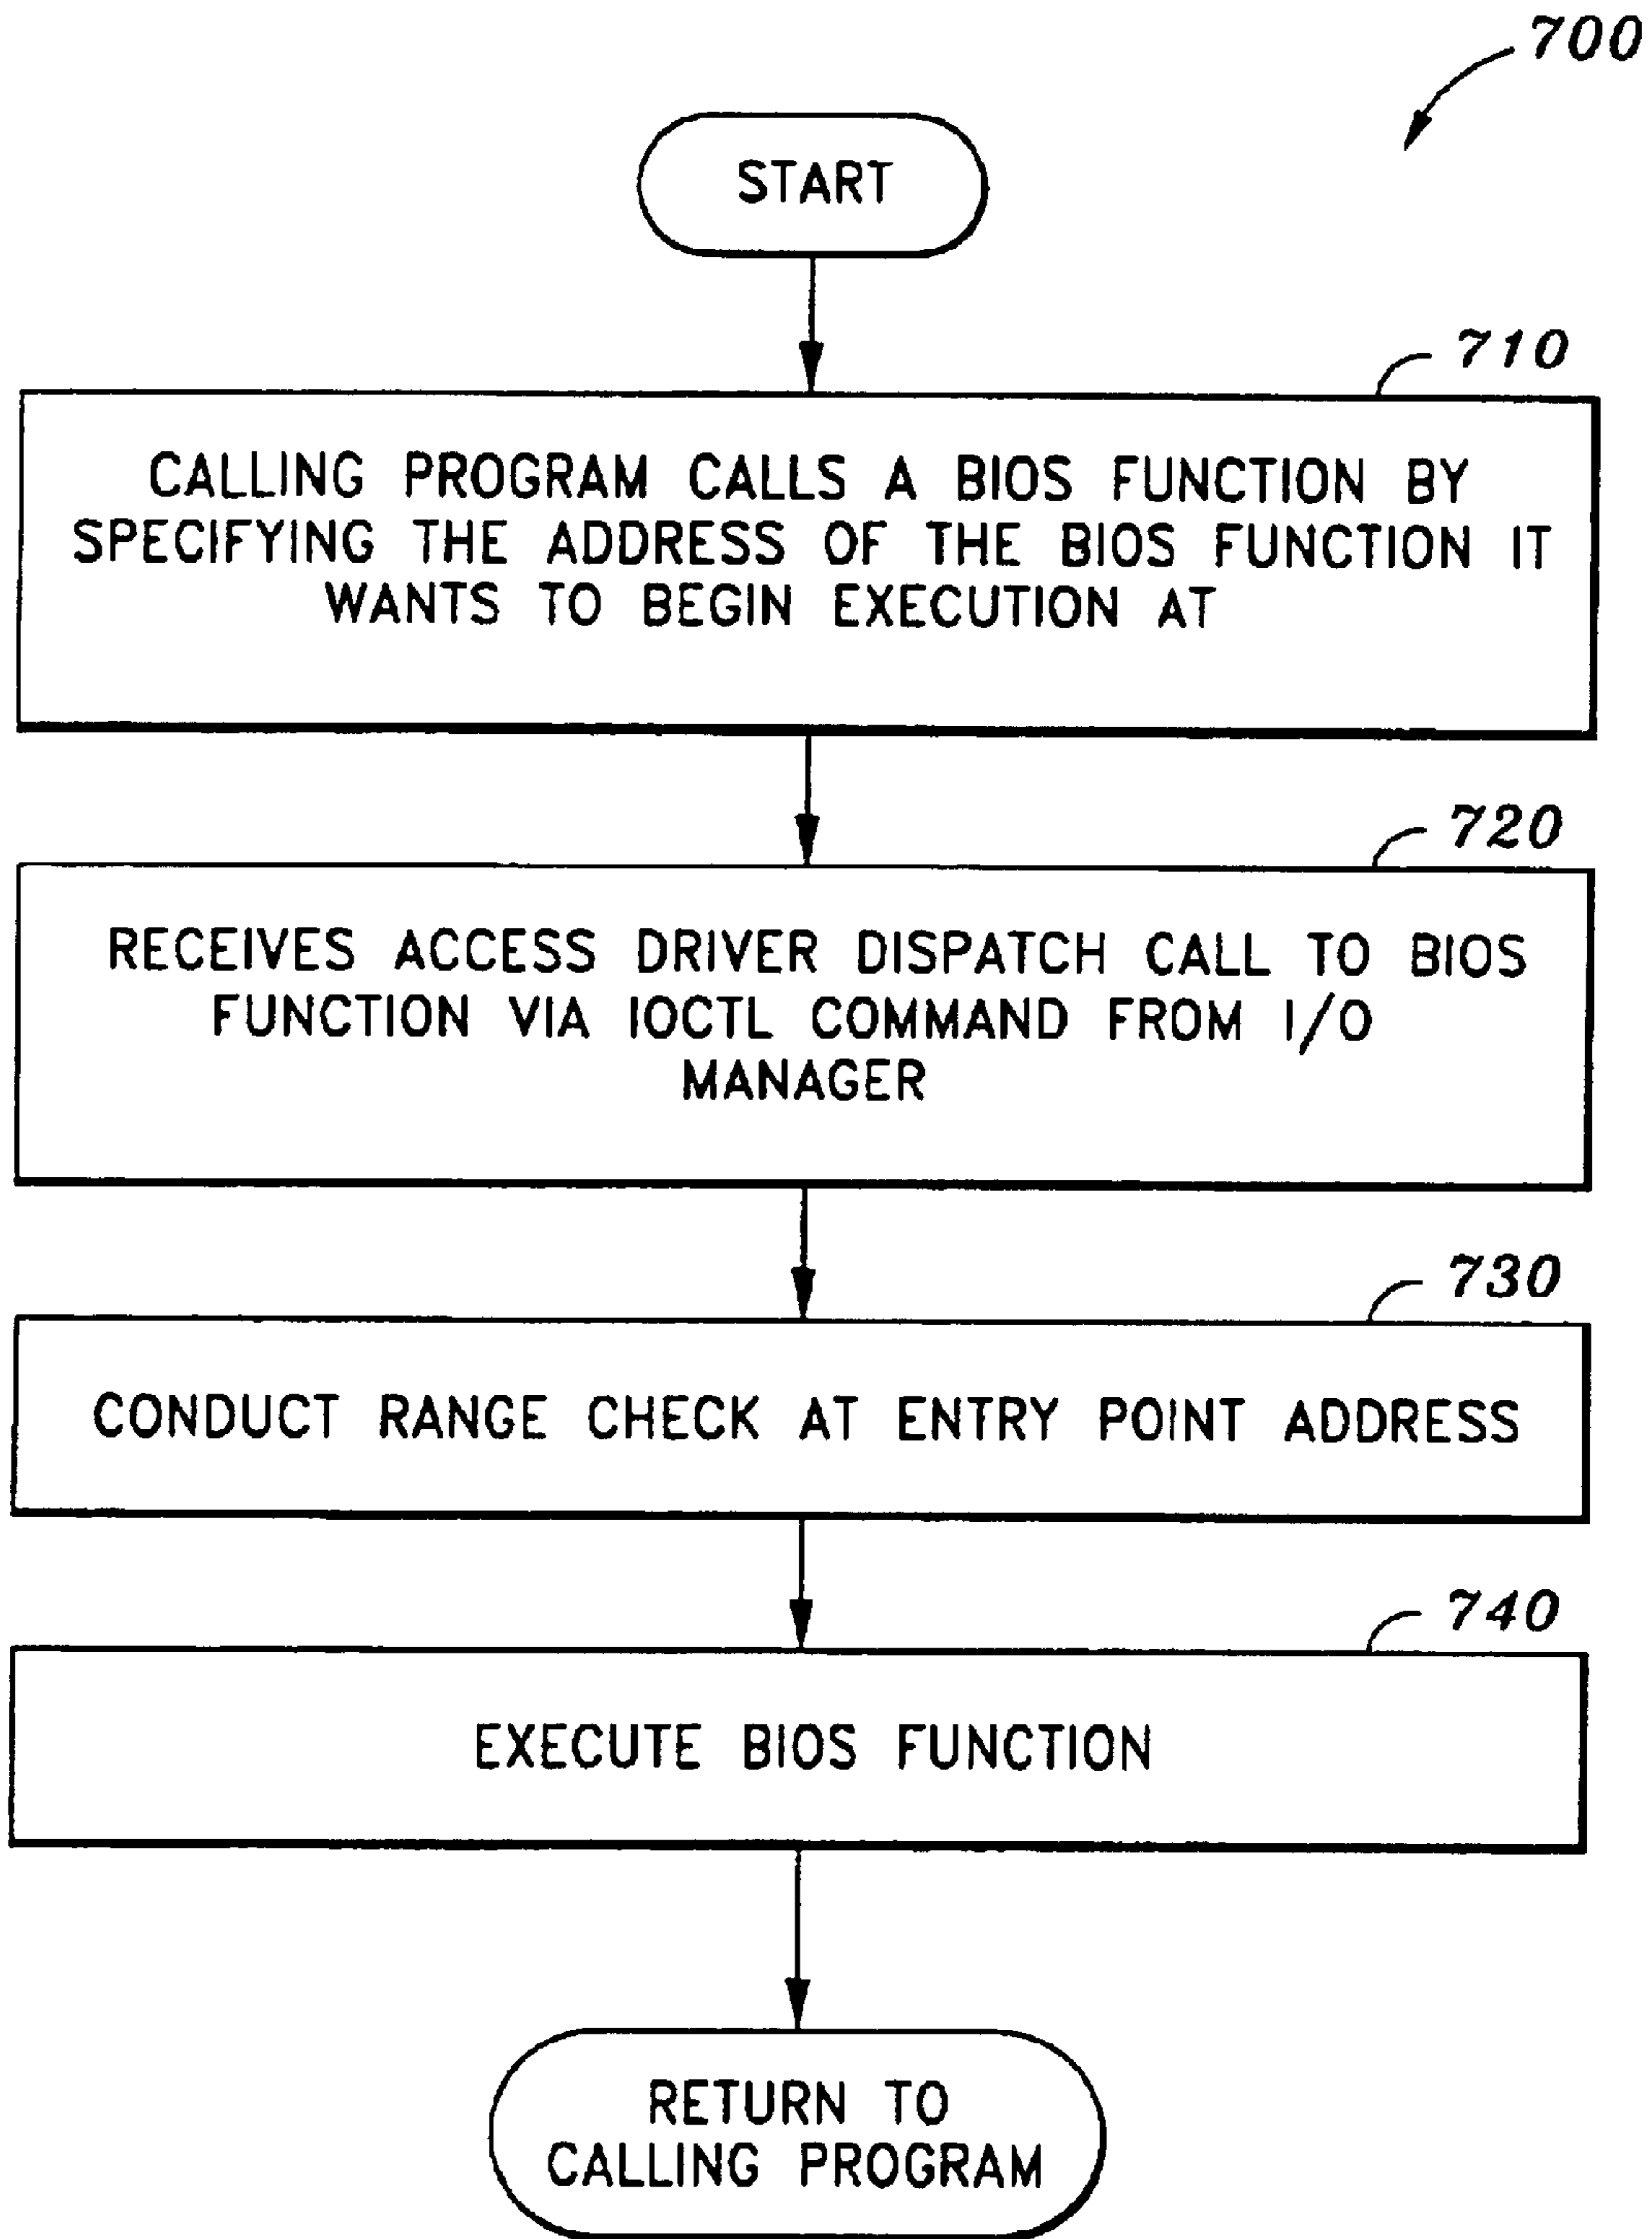 700
START
710
CALLING PROGRAM CALLS A BIOS FUNCTION BY
SPECIFYING THE ADDRESS OF THE BIOS FUNCTION IT
WANTS TO BEGIN EXECUTION AT
720
RECEIVES ACCESS DRIVER DISPATCH CALL TO BIOS
FUNCTION VIA IOCTL COMMAND FROM I/O
MANAGER
730
CONDUCT RANGE CHECK AT ENTRY POINT ADDRESS
740
EXECUTE BIOS FUNCTION
RETURN TO
CALLING PROGRAM